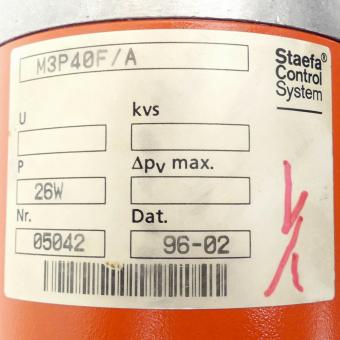 M3P40F/A
Staefa®
Control
System
U
kvs
P
Δpv max.
26W
Nr.
Dat.
05042
96-02